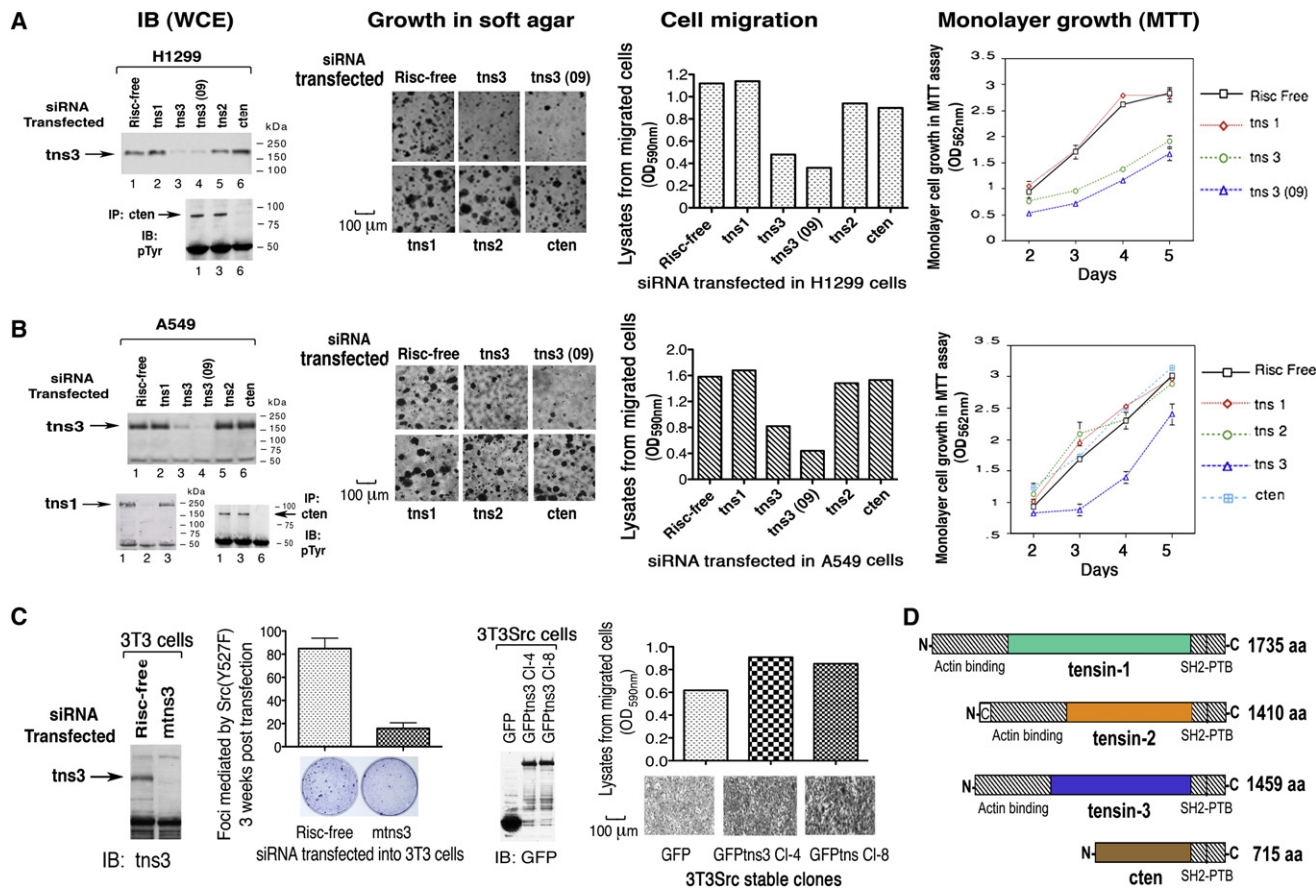 A
IB (WCE)
Growth in soft agar
Cell migration
Monolayer growth (MTT)
H1299
siRNA
Transfected
Risc-free
tns1
tns3
tns3 (09)
tns2
cten
kDa
tns3
250
150
100
1 2 3 4 5 6
IP: cten
IB:
pTyr
100
75
50
1 3 6
siRNA
transfected
Risc-free tns3 tns3 (09)
100 µm
tns1 tns2 cten
Lysates from migrated cells
(OD590nm)
1.2
1.0
0.8
0.6
0.4
0.2
0.0
Risc-free
tns1
tns3
tns3 (09)
tns2
cten
siRNA transfected in H1299 cells
Monolayer cell growth in MTT assay
(OD562nm)
3.5
3
2.5
2
1.5
1
0.5
0
2 3 4 5
Days
Risc Free
tns 1
tns 3
tns 3 (09)
B
A549
siRNA
Transfected
Risc-free
tns1
tns3
tns3 (09)
tns2
cten
kDa
tns3
250
150
100
75
50
1 2 3 4 5 6
tns1
kDa
250
150
100
75
50
1 2 3
100
75
50
IP:
cten
IB:
pTyr
1 3 6
siRNA
transfected
Risc-free tns3 tns3 (09)
100 µm
tns1 tns2 cten
Lysates from migrated cells
(OD590nm)
2.0
1.6
1.2
0.8
0.4
0.0
Risc-free
tns1
tns3
tns3 (09)
tns2
cten
siRNA transfected in A549 cells
Monolayer cell growth in MTT assay
(OD562nm)
3.5
3
2.5
2
1.5
1
.5
2 3 4 5
Days
Risc Free
tns 1
tns 2
tns 3
cten
C
3T3 cells
siRNA
Transfected
Risc-free
mtns3
tns3
IB: tns3
Foci mediated by Src(Y527F)
3 weeks post transfection
100
80
60
40
20
0
Risc-free mtns3
siRNA transfected into 3T3 cells
3T3Src cells
GFP
GFPtns3 Cl-4
GFPtns3 Cl-8
IB: GFP
Lysates from migrated cells
(OD590nm)
1.0
0.8
0.6
0.4
0.2
0.0
100 µm
GFP GFPtns3 Cl-4 GFPtns Cl-8
3T3Src stable clones
D
N- -C 1735 aa
Actin binding tensin-1 SH2-PTB
N- C -C 1410 aa
Actin binding tensin-2 SH2-PTB
N- -C 1459 aa
Actin binding tensin-3 SH2-PTB
N- -C 715 aa
cten SH2-PTB